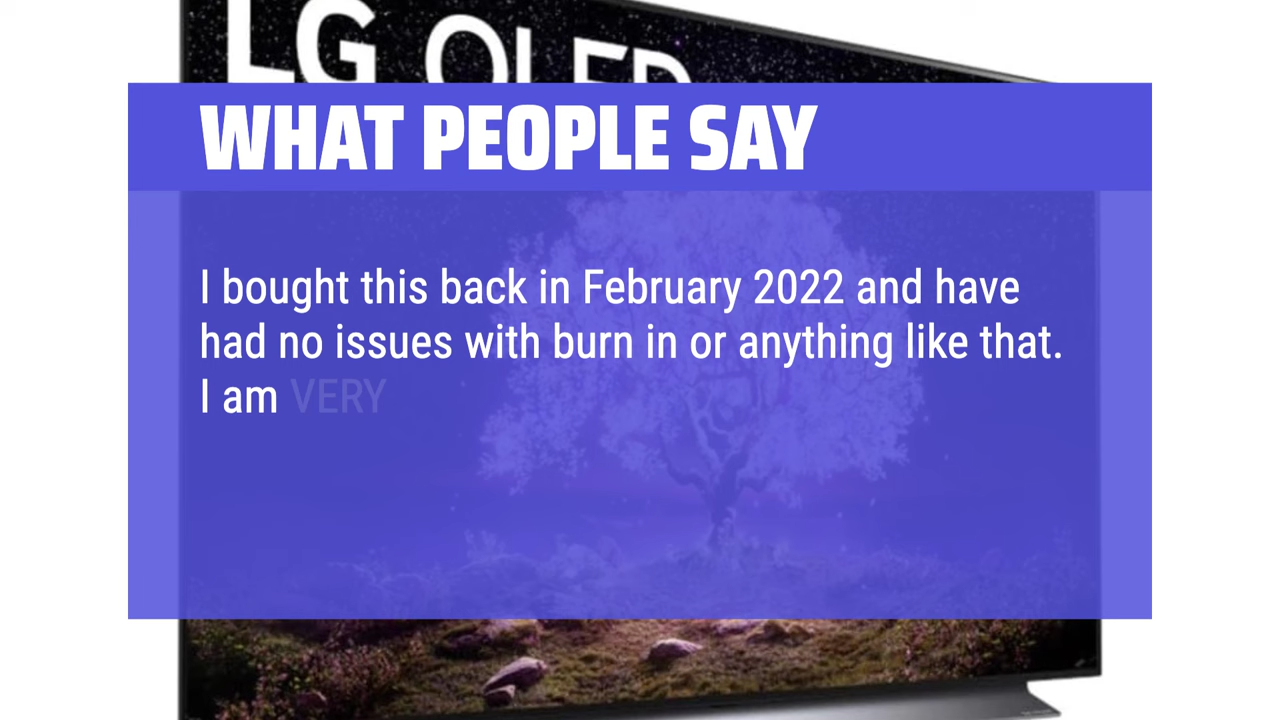 LG OLED
WHAT PEOPLE SAY
I bought this back in February 2022 and have
had no issues with burn in or anything like that.
I am VERY